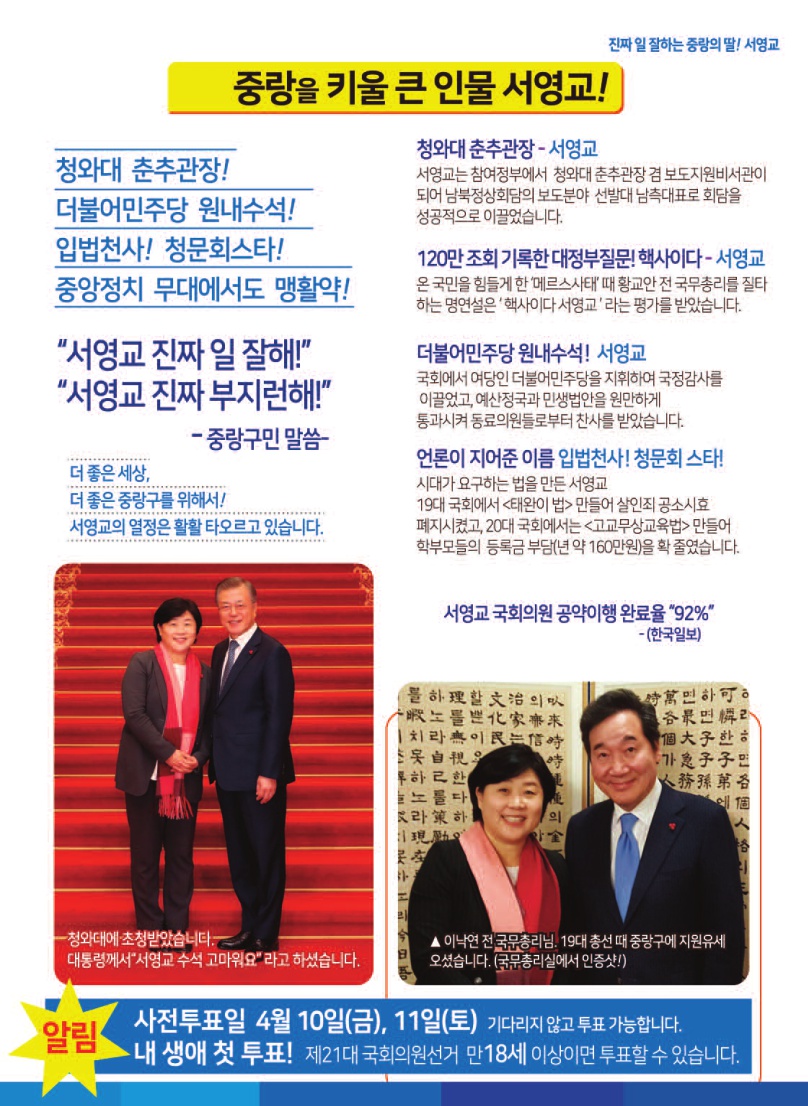 진짜 일 잘하는 중랑의 딸! 서영교
중랑을 키울 큰 인물 서영교!
청와대 춘추관장!
더불어민주당 원내수석!
입법천사! 청문회스타!
중앙정치 무대에서도 맹활약!
“서영교 진짜 일 잘해!”
“서영교 진짜 부지런해!”
- 중랑구민 말씀-
더 좋은 세상,
더 좋은 중랑구를 위해서!
서영교의 열정은 활활 타오르고 있습니다.
청와대에 초청받았습니다.
대통령께서“서영교 수석 고마워요” 라고 하셨습니다.
청와대 춘추관장 - 서영교
서영교는 참여정부에서 청와대 춘추관장 겸 보도지원비서관이
되어 남북정상회담의 보도분야 선발대 남측대표로 회담을
성공적으로 이끌었습니다.
120만 조회 기록한 대정부질문! 핵사이다 - 서영교
온 국민을 힘들게 한 ‘메르스사태’ 때 황교안 전 국무총리를 질타
하는 명연설은 ‘ 핵사이다 서영교 ’ 라는 평가를 받았습니다.
더불어민주당 원내수석! 서영교
국회에서 여당인 더불어민주당을 지휘하여 국정감사를
이끌었고, 예산정국과 민생법안을 원만하게
통과시켜 동료의원들로부터 찬사를 받았습니다.
언론이 지어준 이름 입법천사! 청문회 스타!
시대가 요구하는 법을 만든 서영교
19대 국회에서 <태완이 법> 만들어 살인죄 공소시효
폐지시켰고, 20대 국회에서는 <고교무상교육법> 만들어
학부모들의 등록금 부담(년 약 160만원)을 확 줄였습니다.
서영교 국회의원 공약이행 완료율 “92%”
- (한국일보)
▲ 이낙연 전 국무총리님. 19대 총선 때 중랑구에 지원유세
오셨습니다. (국무총리실에서 인증샷!)
알림
사전투표일 4월 10일(금), 11일(토) 기다리지 않고 투표 가능합니다.
내 생애 첫 투표! 제21대 국회의원선거 만18세 이상이면 투표할 수 있습니다.